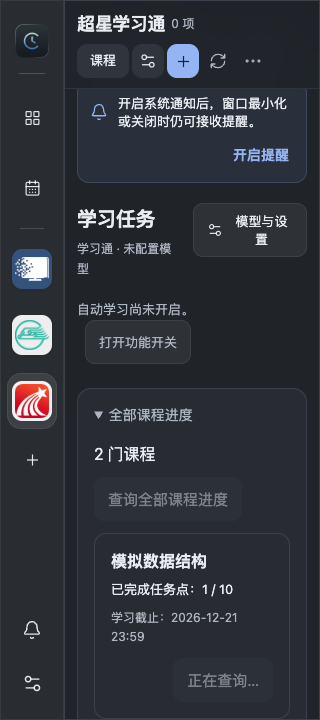 超星学习通 0 项
课程
开启系统通知后，窗口最小化
或关闭时仍可接收提醒。
开启提醒
学习任务
学习通 · 未配置模
型
模型与设
置
自动学习尚未开启。
打开功能开关
▼ 全部课程进度
2 门课程
查询全部课程进度
模拟数据结构
已完成任务点：1 / 10
学习截止：2026-12-21
23:59
正在查询...